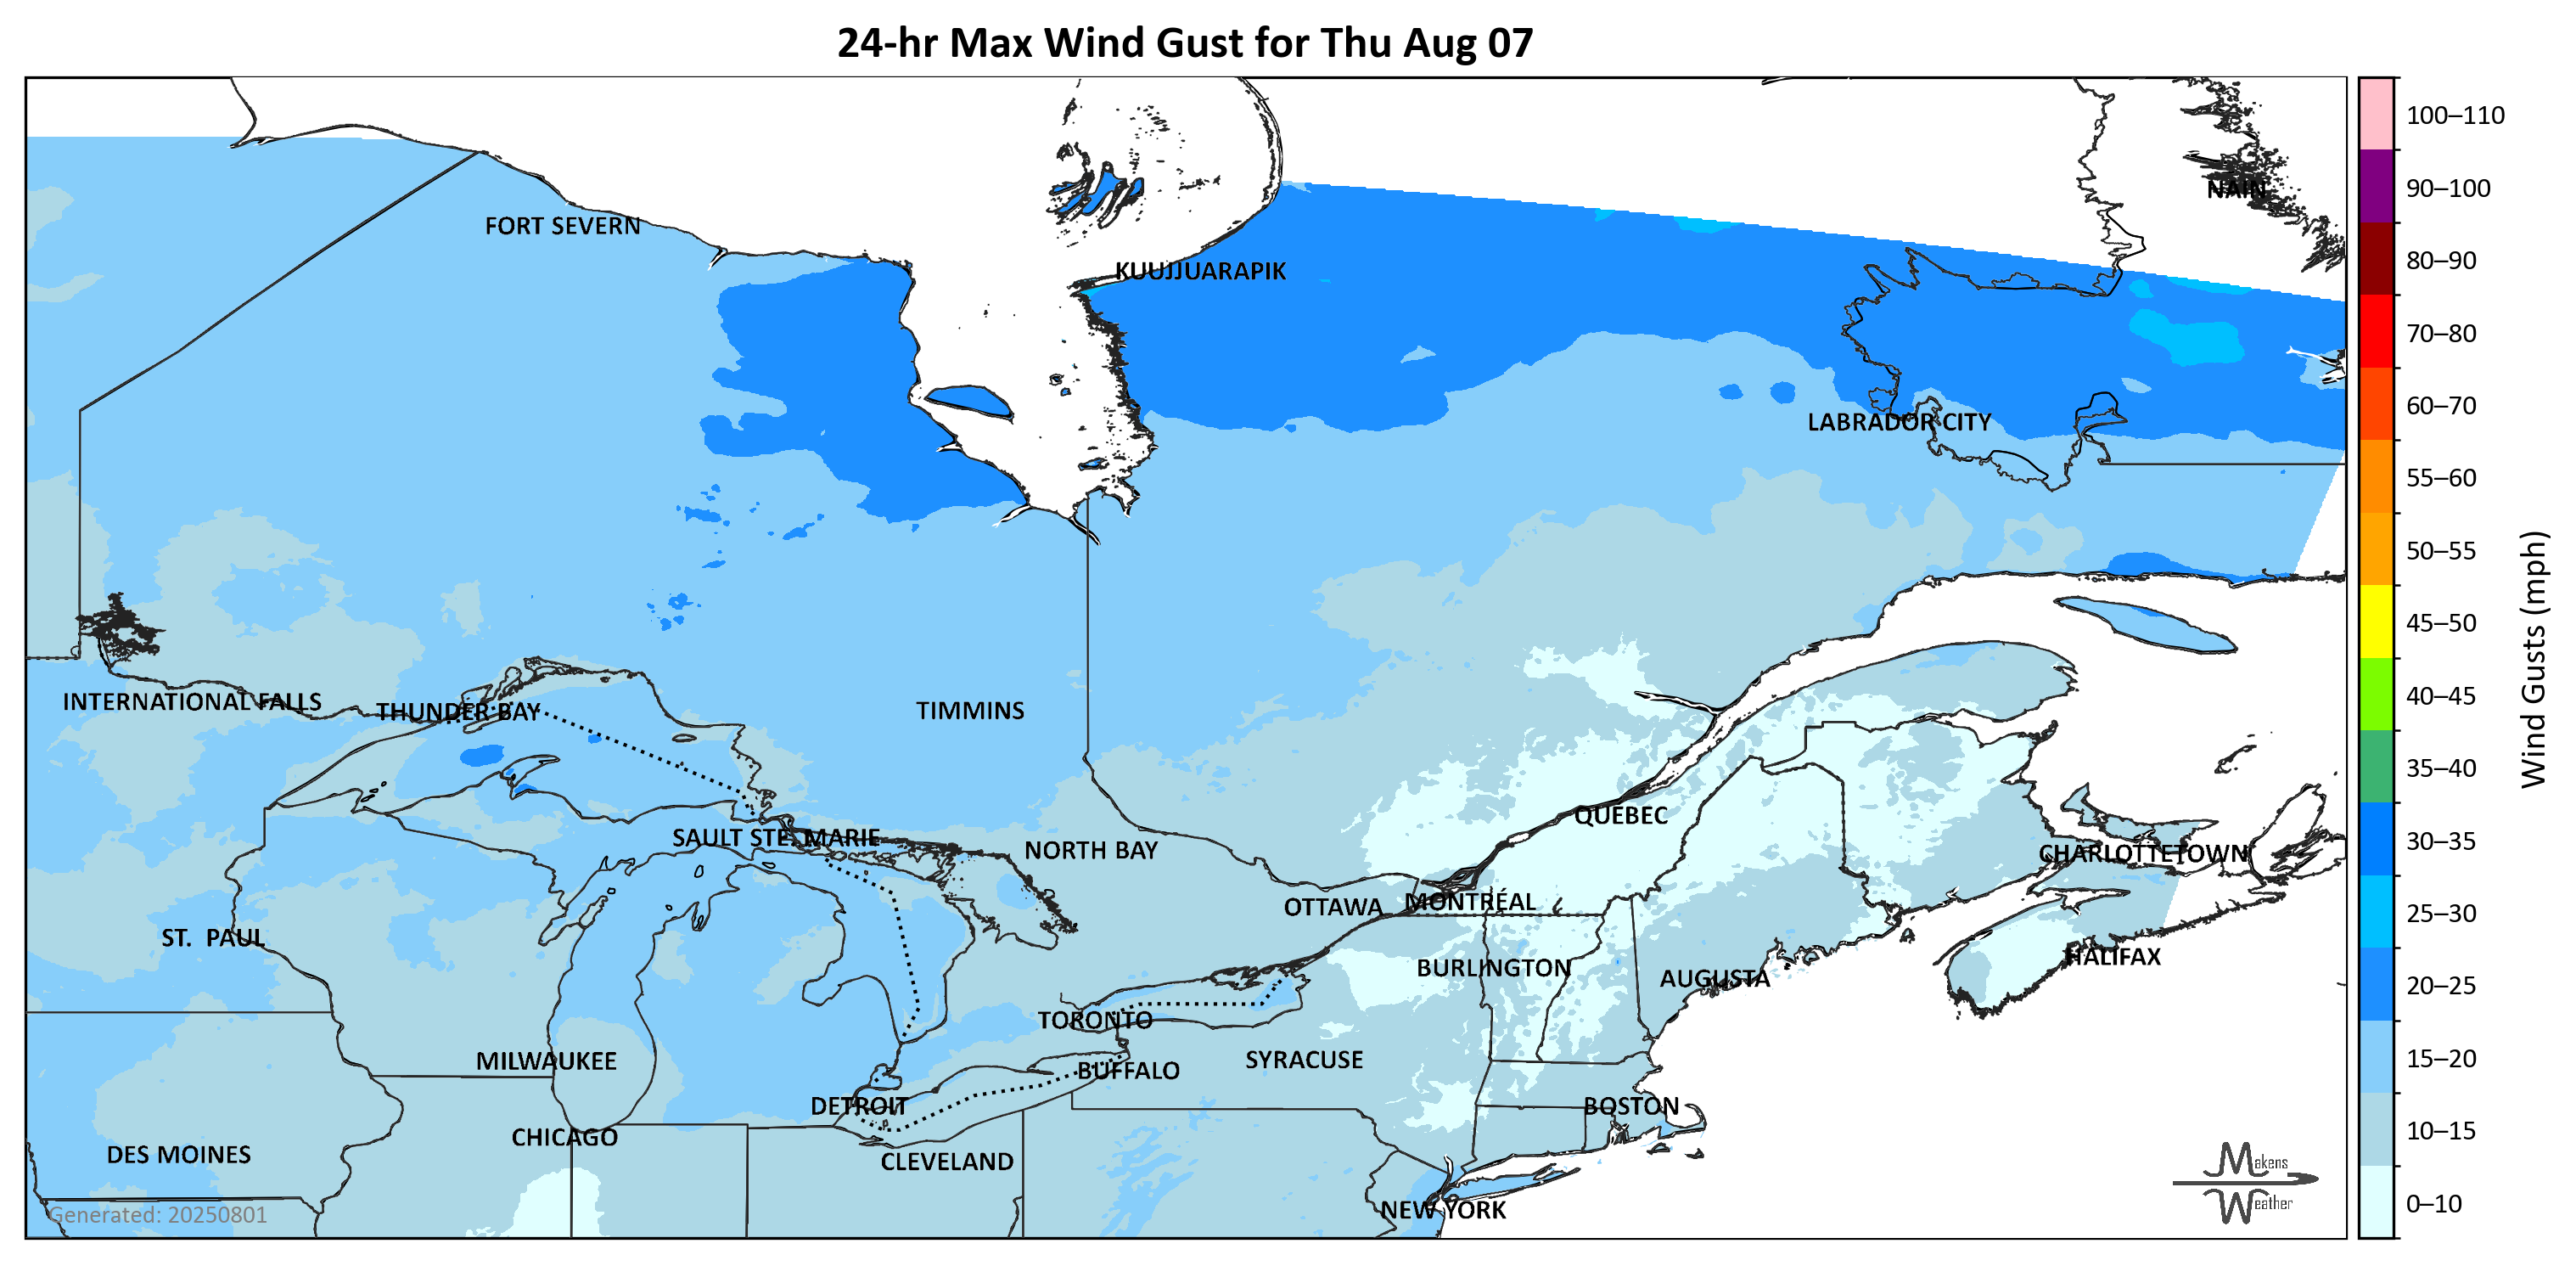 24-hr Max Wind Gust for Thu Aug 07
100–110
90–100
NAIN
FORT SEVERN
80–90
KUUJJUARAPIK
70–80
60–70
LABRADOR CITY
55–60
50–55
45–50
Wind Gusts (mph)
INTERNATIONAL FALLS
THUNDER BAY
TIMMINS
40–45
35–40
QUEBEC
SAULT STE. MARIE
NORTH BAY
30–35
CHARLOTTETOWN
OTTAWA
MONTRÉAL
25–30
ST. PAUL
HALIFAX
BURLINGTON
AUGUSTA
20–25
TORONTO
MILWAUKEE
SYRACUSE
BUFFALO
15–20
DETROIT
BOSTON
CHICAGO
10–15
DES MOINES
CLEVELAND
Makens
Weather
0–10
NEW YORK
Generated: 20250801